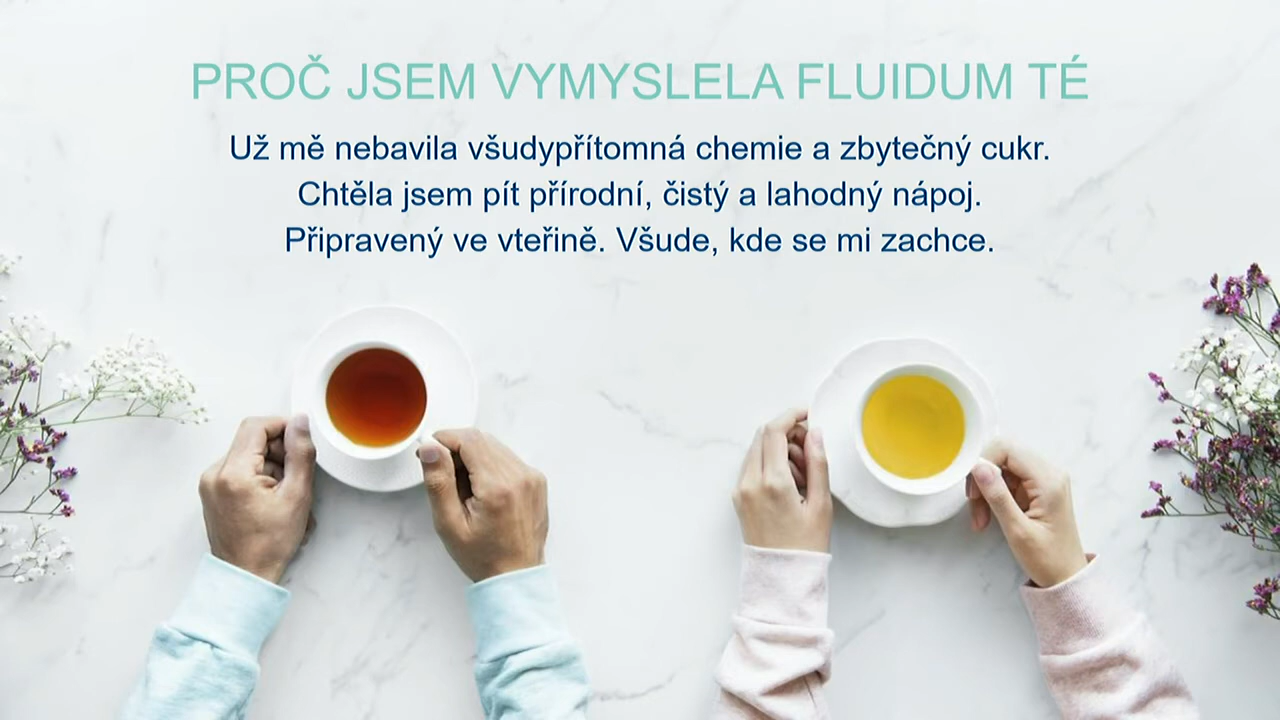 PROČ JSEM VYMYSLELA FLUIDUM TÉ
Už mě nebavila všudypřítomná chemie a zbytečný cukr.
Chtěla jsem pít přírodní, čistý a lahodný nápoj.
Připravený ve vteřině. Všude, kde se mi zachce.